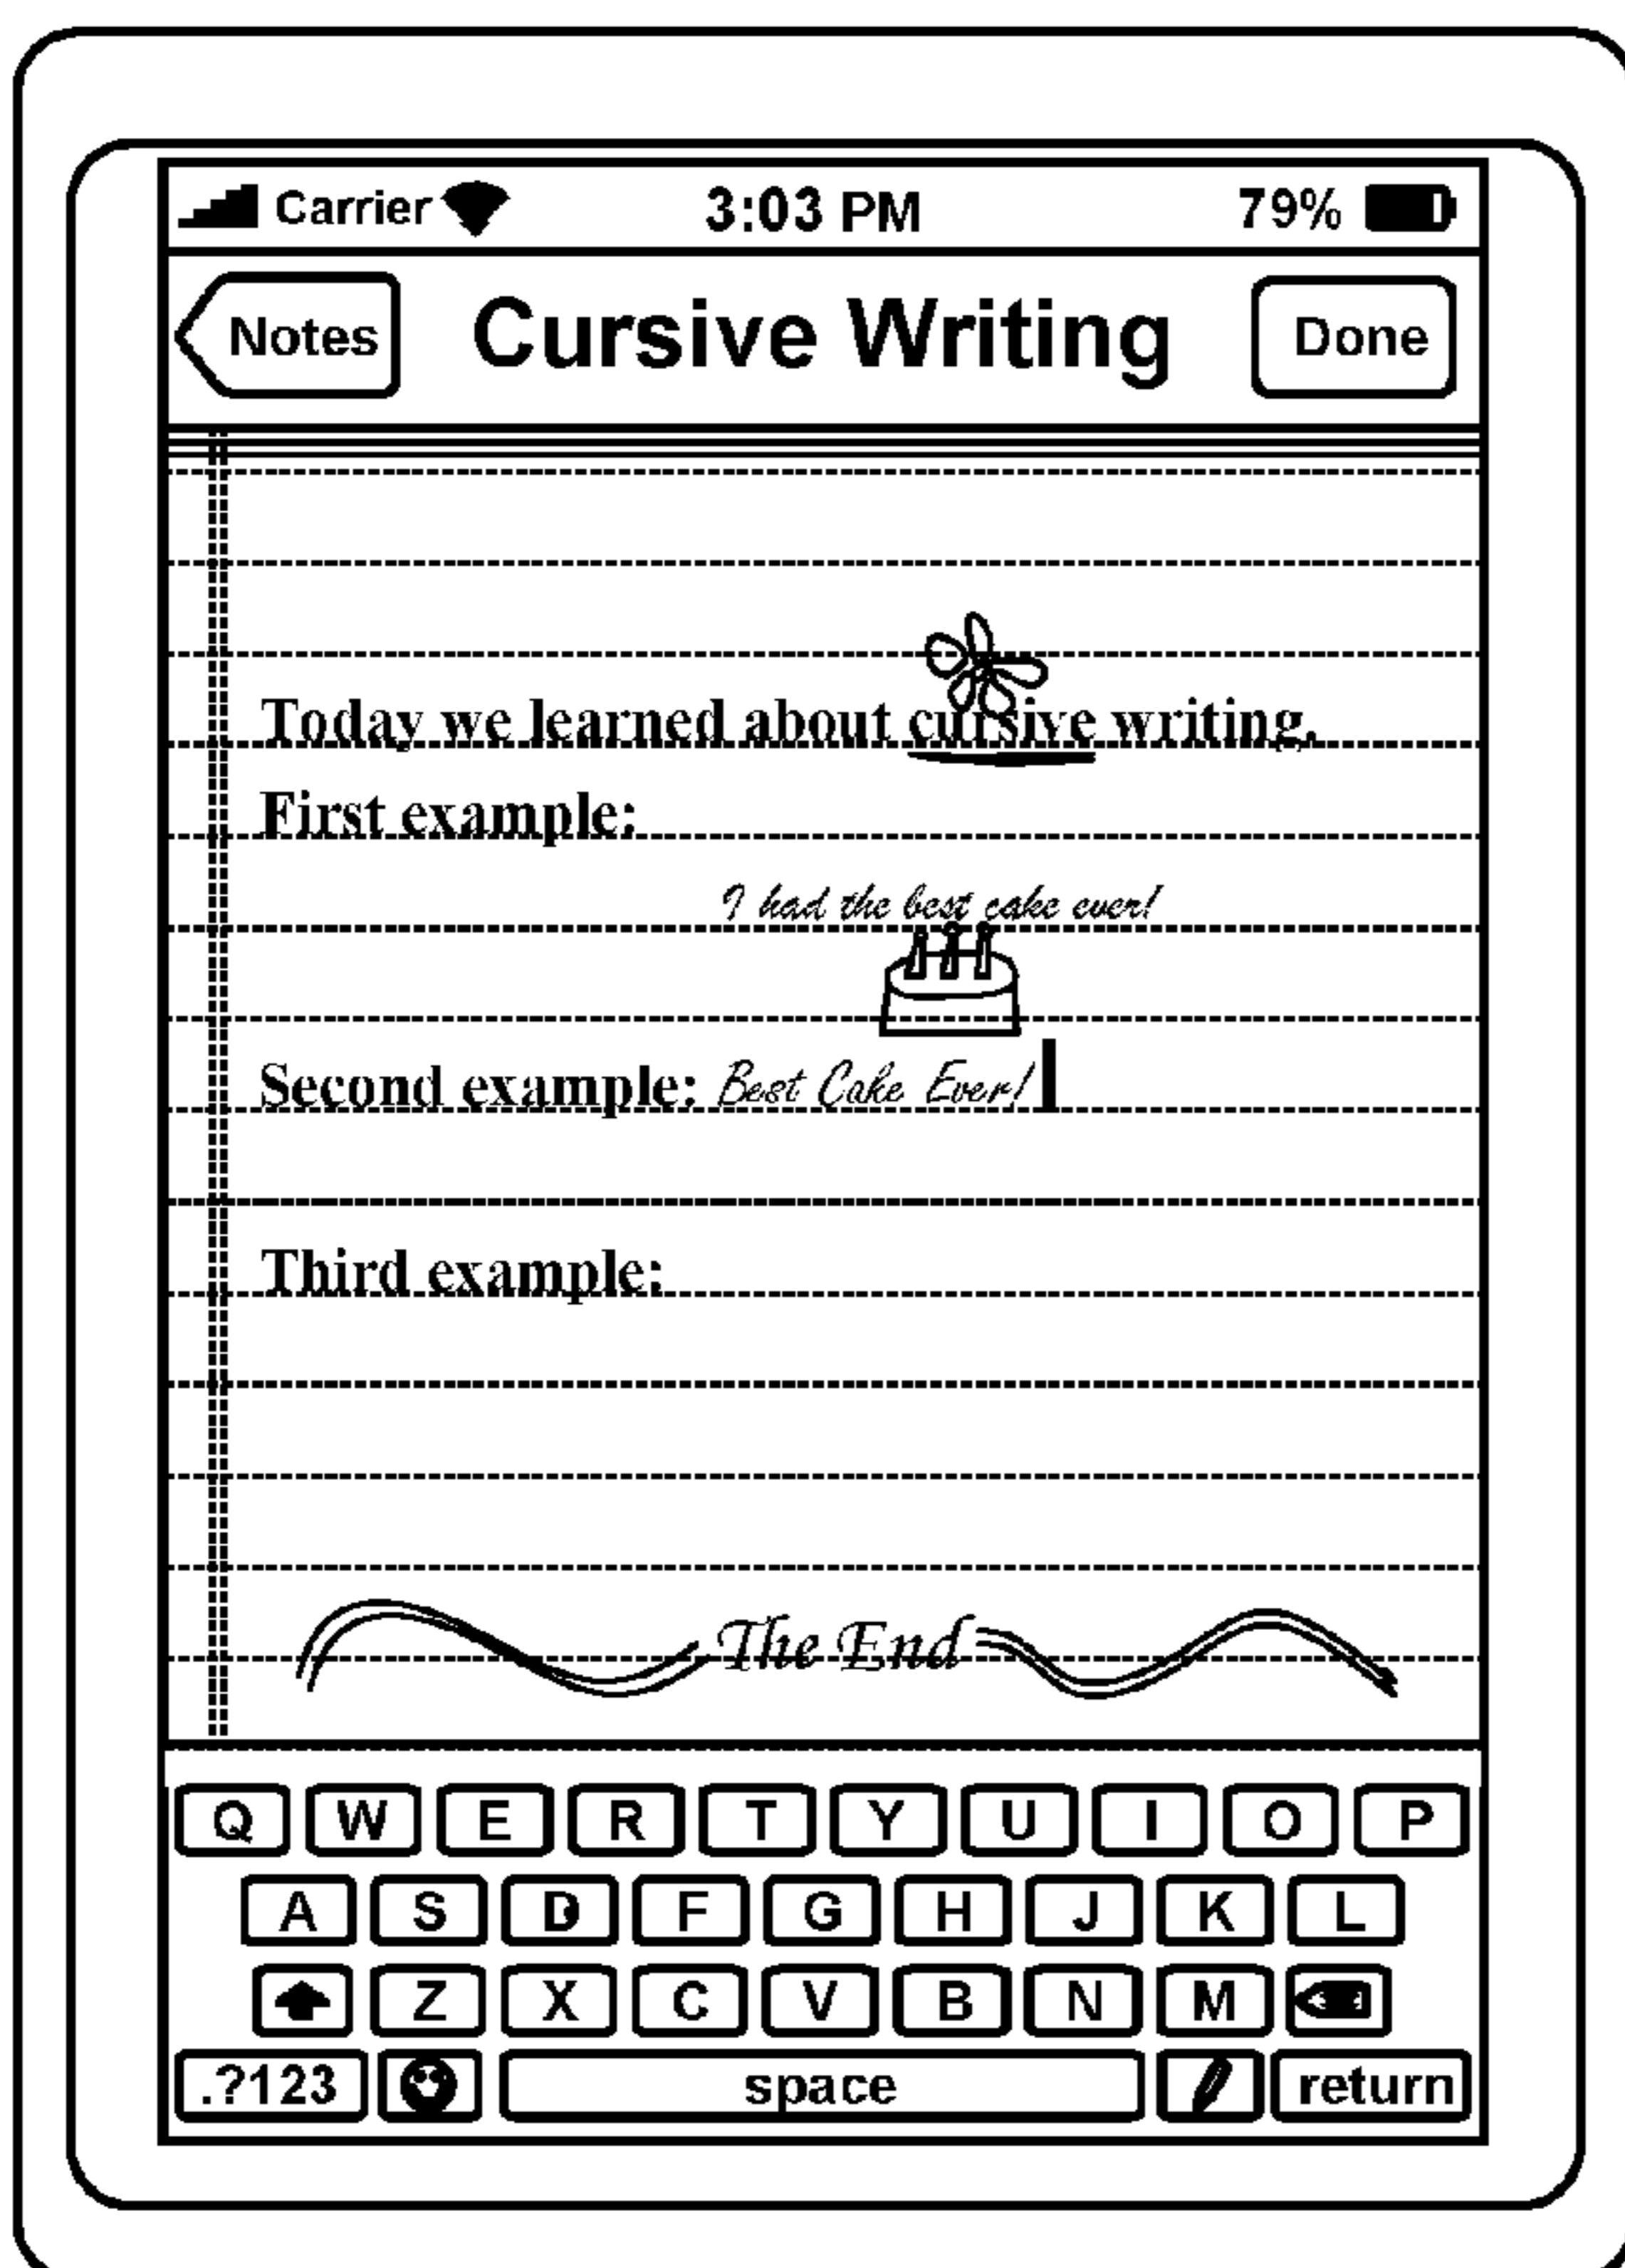 Carrier 3:03 PM 79%
Notes Cursive Writing Done
Today we learned about cursive writing.
First example:
I had the best cake ever!
Second example: Best Cake Ever!
Third example:
The End
Q W E R T Y U I O P
A S D F G H J K L
Z X C V B N M
.?123 space return